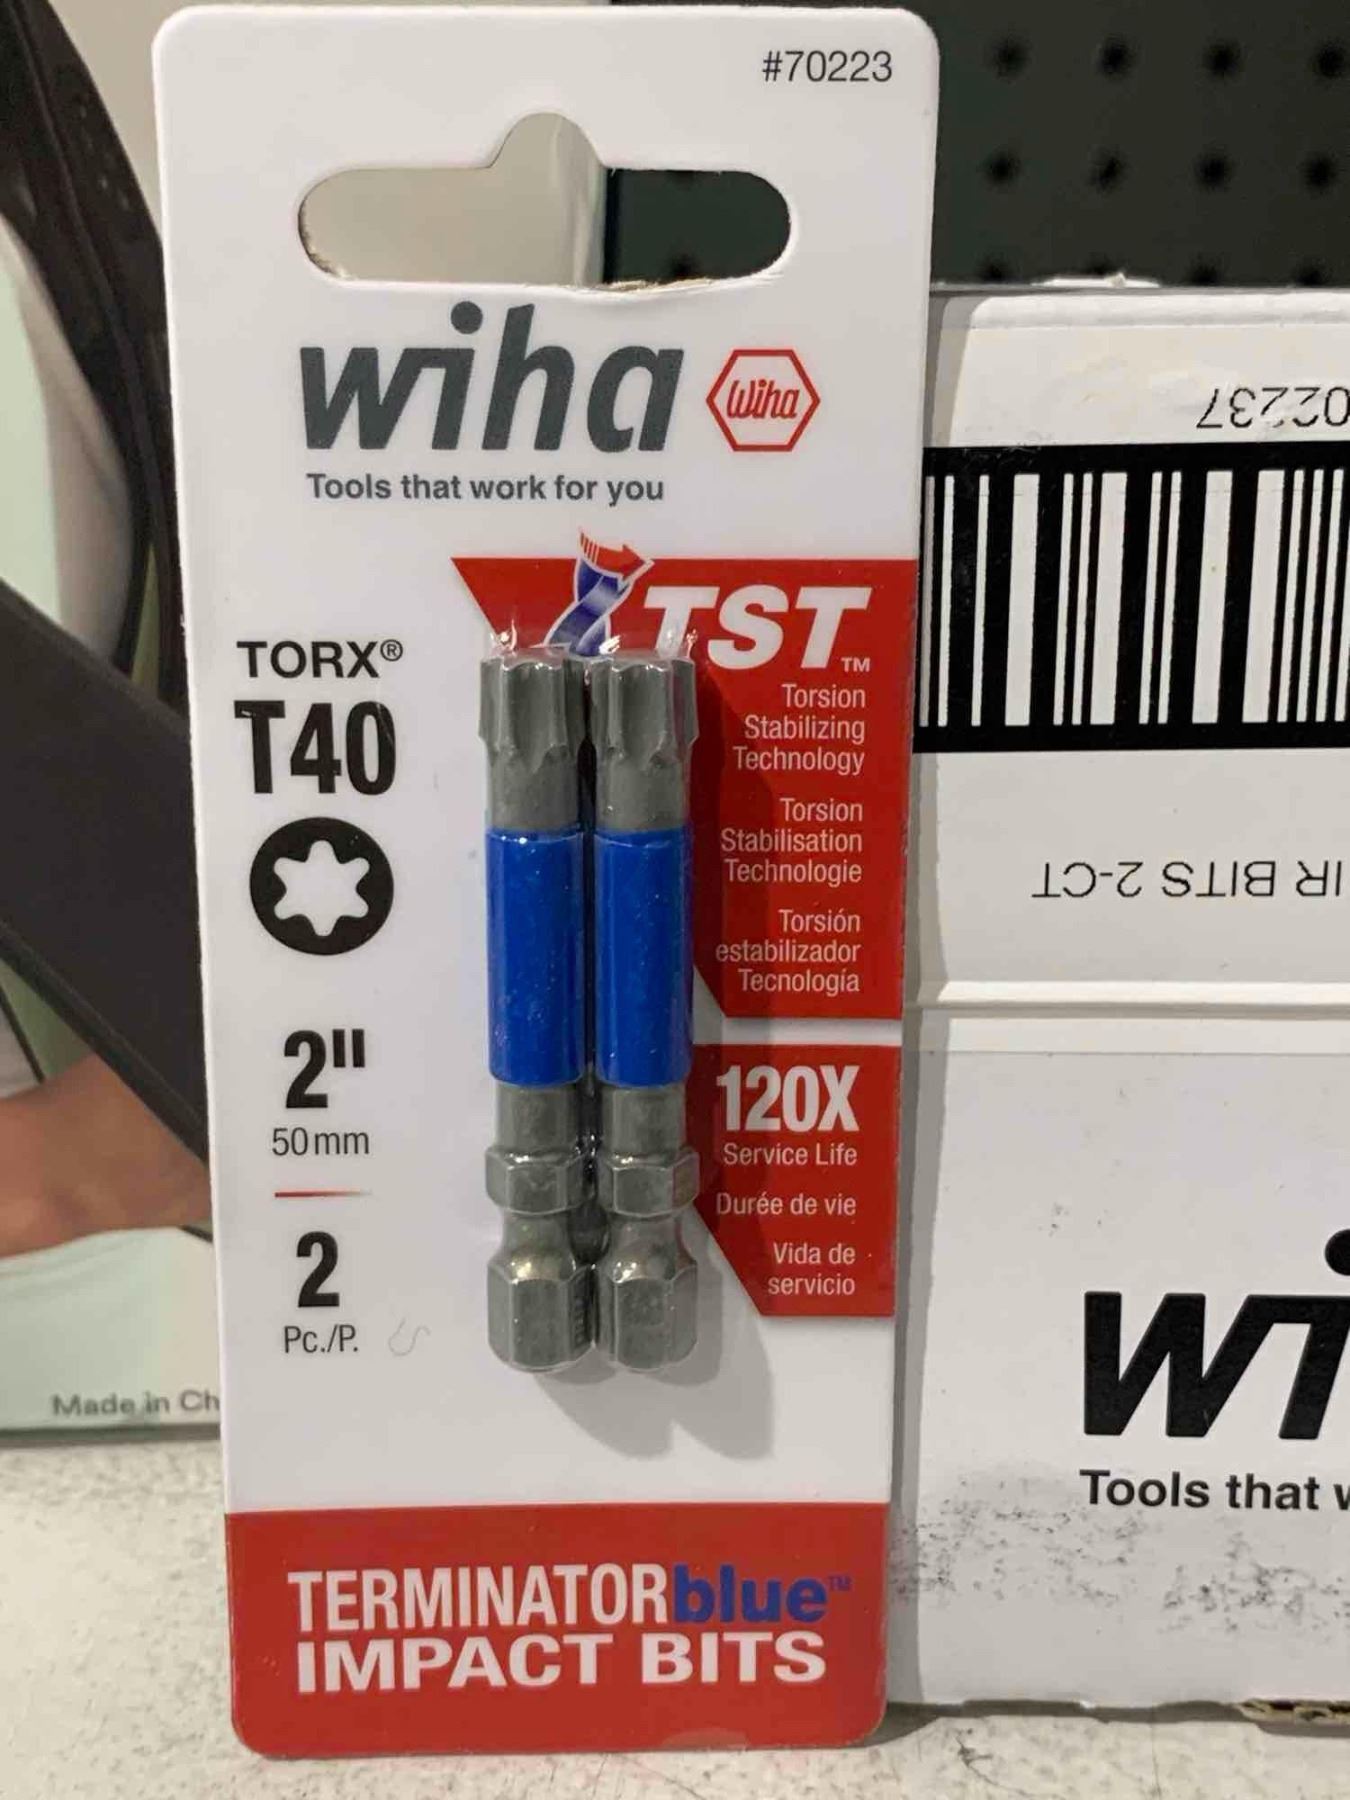 #70223
wiha
Wiha
Tools that work for you
TST™
Torsion
Stabilizing
Technology
Torsion
Stabilisation
Technologie
Torsión
estabilizador
Tecnología
TORX®
T40
2"
50mm
2
Pc./P.
120X
Service Life
Durée de vie
Vida de
servicio
TERMINATORblue™
IMPACT BITS
Made in
02237
BITS 2-CT
Tools that